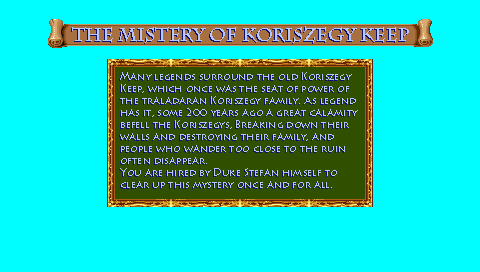 THE MISTERY OF KORISZEGY KEEP
MANY LEGENDS SURROUND THE OLD KORISZEGY
KEEP, WHICH ONCE WAS THE SEAT OF POWER OF
THE TRALADARAN KORISZEGY FAMILY. AS LEGEND
HAS IT, SOME 200 YEARS AGO A GREAT CALAMITY
BEFELL THE KORISZEGYS, BREAKING DOWN THEIR
WALLS AND DESTROYING THEIR FAMILY, AND
PEOPLE WHO WANDER TOO CLOSE TO THE RUIN
OFTEN DISAPPEAR.
YOU ARE HIRED BY DUKE STEFAN HIMSELF TO
CLEAR UP THIS MYSTERY ONCE AND FOR ALL.